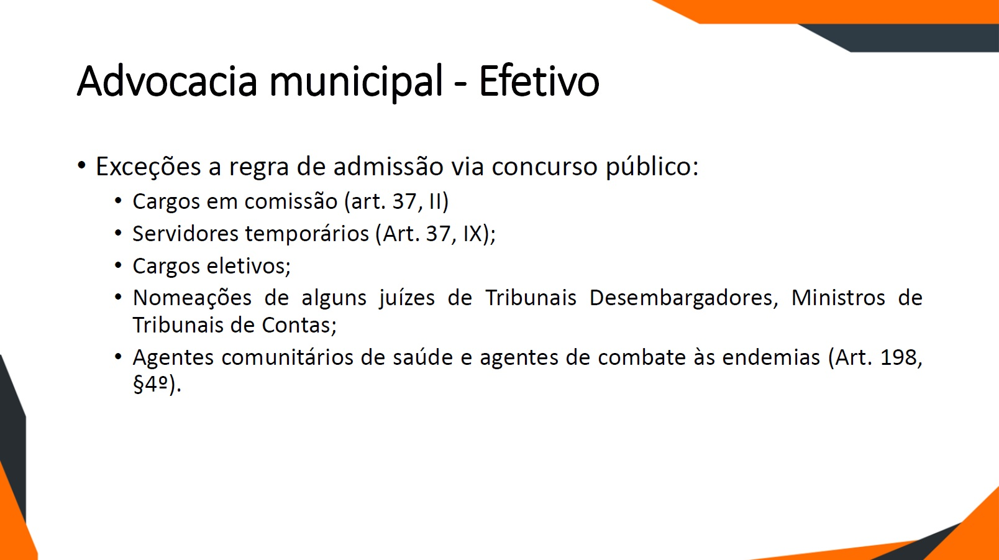 Advocacia municipal - Efetivo
• Exceções a regra de admissão via concurso público:
• Cargos em comissão (art. 37, II)
• Servidores temporários (Art. 37, IX);
• Cargos eletivos;
• Nomeações de alguns juízes de Tribunais Desembargadores, Ministros de
Tribunais de Contas;
• Agentes comunitários de saúde e agentes de combate às endemias (Art. 198,
§4º).